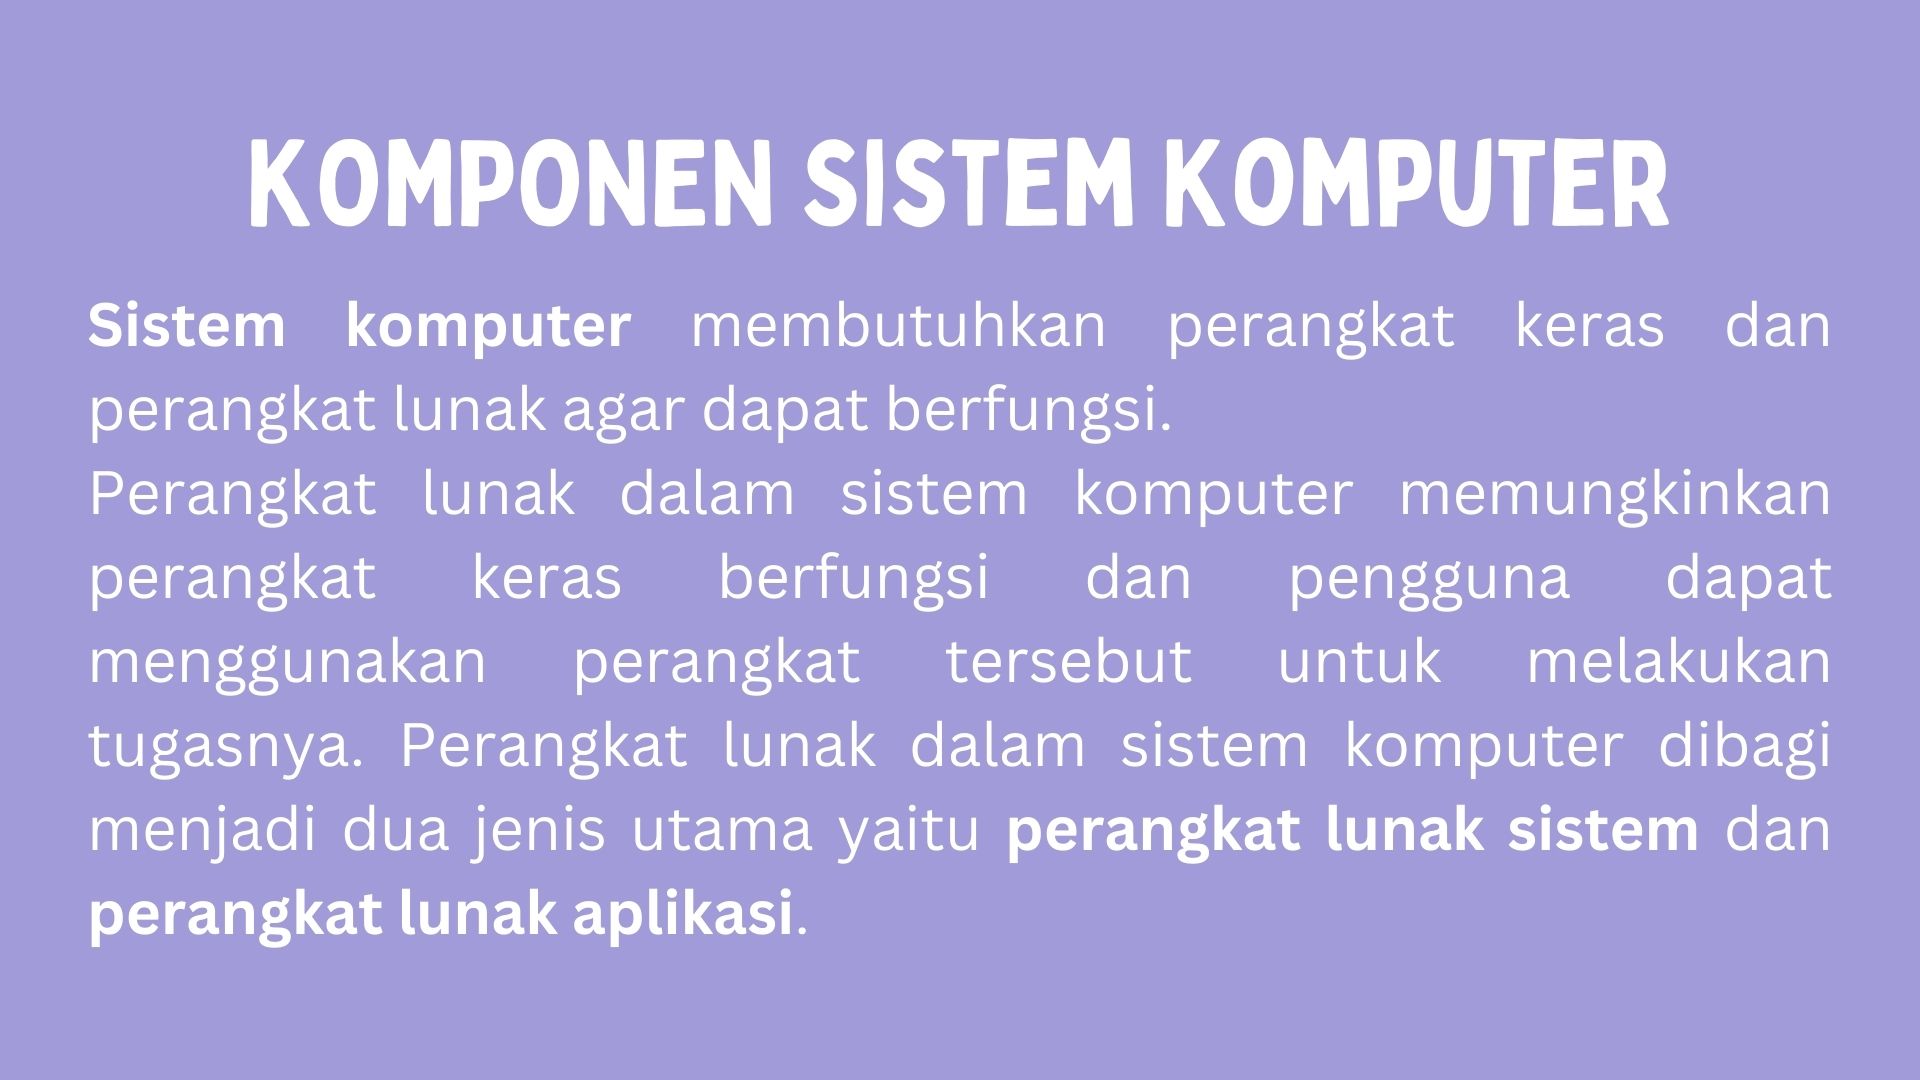 KOMPONEN SISTEM KOMPUTER
Sistem komputer membutuhkan perangkat keras dan
perangkat lunak agar dapat berfungsi.
Perangkat lunak dalam sistem komputer memungkinkan
perangkat keras berfungsi dan pengguna dapat
menggunakan perangkat tersebut untuk melakukan
tugasnya. Perangkat lunak dalam sistem komputer dibagi
menjadi dua jenis utama yaitu perangkat lunak sistem dan
perangkat lunak aplikasi.